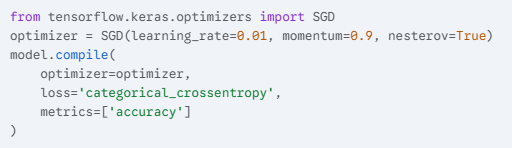 from tensorflow.keras.optimizers import SGD
optimizer = SGD(learning_rate=0.01, momentum=0.9, nesterov=True)
model.compile(
    optimizer=optimizer,
    loss='categorical_crossentropy',
    metrics=['accuracy']
)